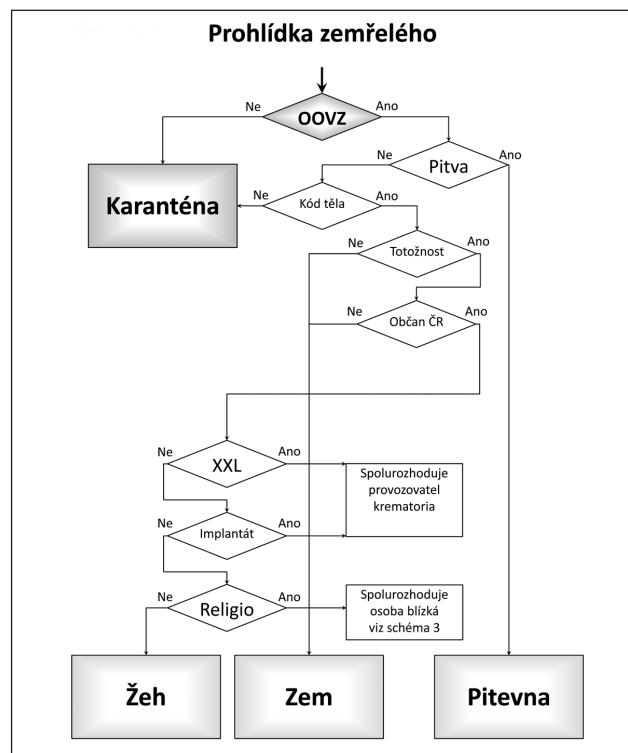 Prohlídka zemřelého
Ne
Ano
OOVZ
Ne
Pitva
Ano
Karanténa
Ne
Kód těla
Ano
Ne
Totožnost
Ano
Ne
Občan ČR
Ano
Ne
XXL
Ano
Spolurozhoduje
provozovatel
krematoria
Ne
Implantát
Ano
Ne
Religio
Ano
Spolurozhoduje
osoba blízká
viz schéma 3
Žeh
Zem
Pitevna